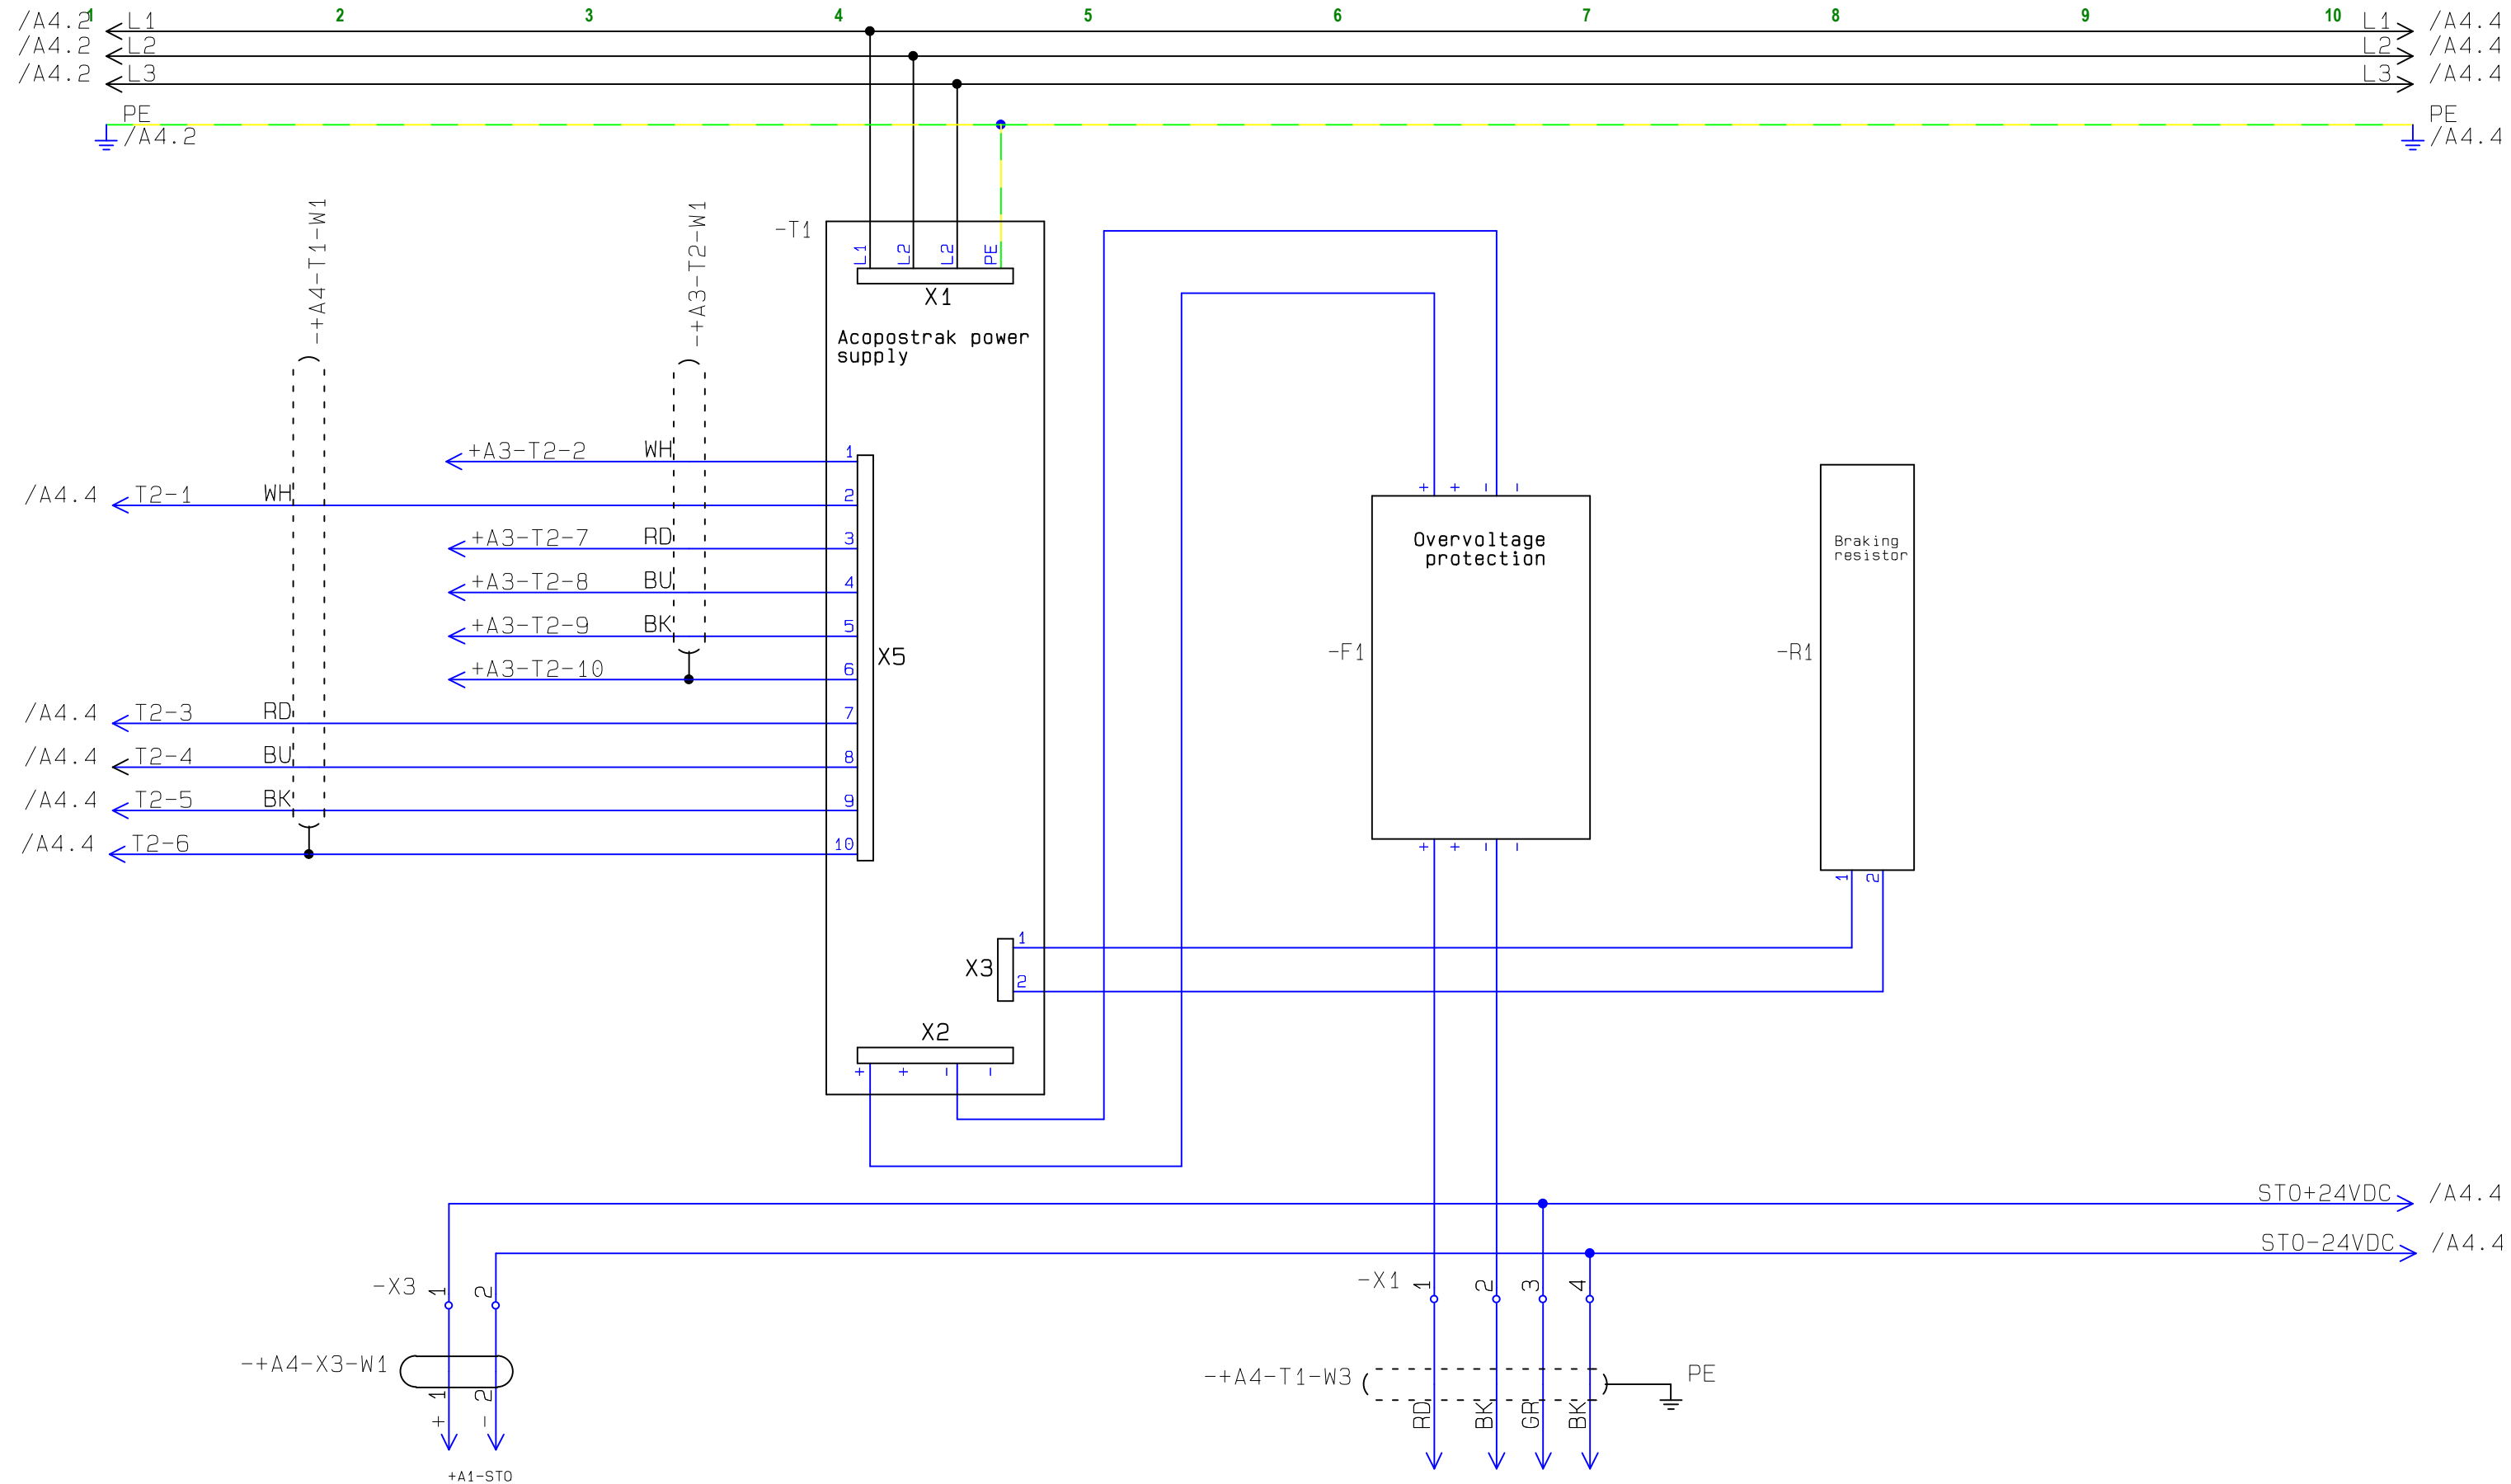 1 2 3 4 5 6 7 8 9 10
/A4.2 L1 L1 /A4.4
/A4.2 L2 L2 /A4.4
/A4.2 L3 L3 /A4.4
PE PE
/A4.2 /A4.4
-+A4-T1-W1
-+A3-T2-W1
-T1
L1 L2 L2 PE
X1
Acopostrak power
supply
+A3-T2-2 WH 1
/A4.4 T2-1 WH 2
+A3-T2-7 RD 3
+A3-T2-8 BU 4
+A3-T2-9 BK 5
X5
+A3-T2-10 6
/A4.4 T2-3 RD 7
/A4.4 T2-4 BU 8
/A4.4 T2-5 BK 9
/A4.4 T2-6 10
+ + - -
Overvoltage
protection
-F1
+ + - -
Braking
resistor
-R1
1 2
X3
1
2
X2
+ + - -
STO+24VDC /A4.4
STO-24VDC /A4.4
-X3 1 2
-X1 1 2 3 4
-+A4-X3-W1
1 2
+ -
+A1-STO
-+A4-T1-W3
PE
RD BK GR BK